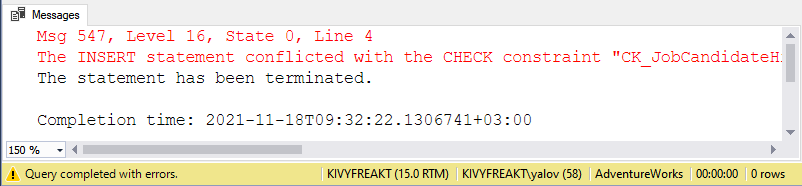 Messages
Msg 547, Level 16, State 0, Line 4
The INSERT statement conflicted with the CHECK constraint "CK_JobCandidateH
The statement has been terminated.
Completion time: 2021-11-18T09:32:22.1306741+03:00
150 %
Query completed with errors. KIVYFREAKT (15.0 RTM) KIVYFREAKT\yalov (58) AdventureWorks 00:00:00 0 rows